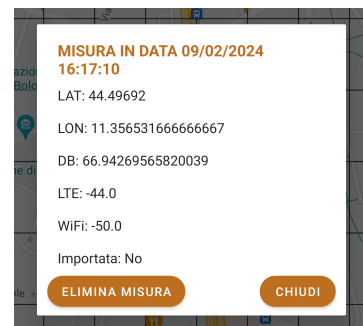 Via
MISURA IN DATA 09/02/2024
16:17:10
LAT: 44.49692
LON: 11.356531666666667
DB: 66.94269565820039
LTE: -44.0
WiFi: -50.0
Importata: No
ELIMINA MISURA
CHIUDI